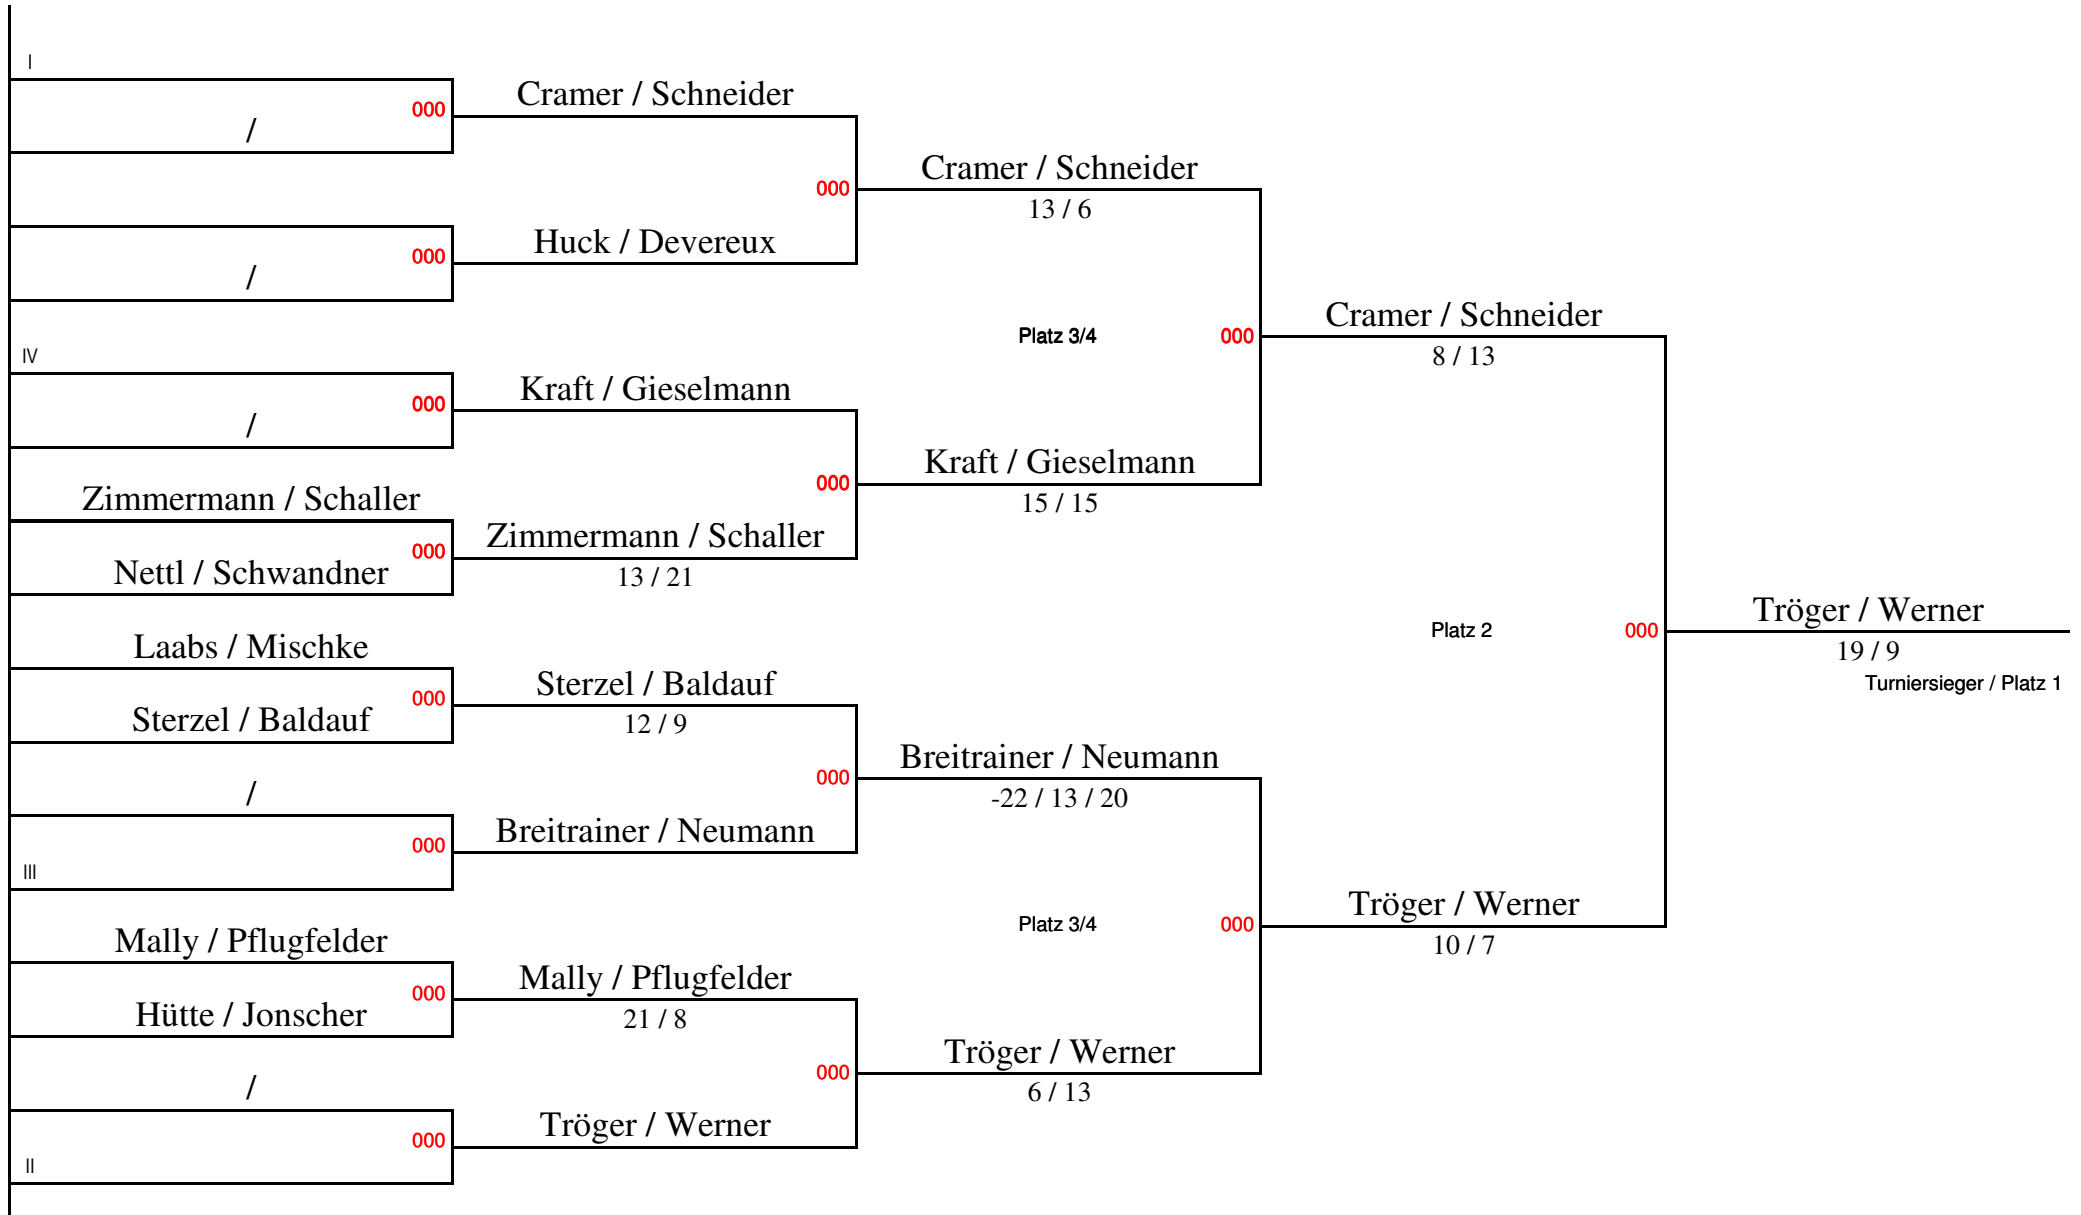 I
Cramer / Schneider
000
/
Cramer / Schneider
000
13 / 6
Huck / Devereux
000
/
Cramer / Schneider
Platz 3/4
000
8 / 13
IV
Kraft / Gieselmann
000
/
Kraft / Gieselmann
000
15 / 15
Zimmermann / Schaller
Zimmermann / Schaller
000
13 / 21
Nettl / Schwandner
Tröger / Werner
Platz 2
000
19 / 9
Turniersieger / Platz 1
Laabs / Mischke
Sterzel / Baldauf
000
12 / 9
Sterzel / Baldauf
Breitrainer / Neumann
000
-22 / 13 / 20
/
Breitrainer / Neumann
000
III
Tröger / Werner
Platz 3/4
000
10 / 7
Mally / Pflugfelder
Mally / Pflugfelder
000
21 / 8
Hütte / Jonscher
Tröger / Werner
000
6 / 13
/
Tröger / Werner
000
II